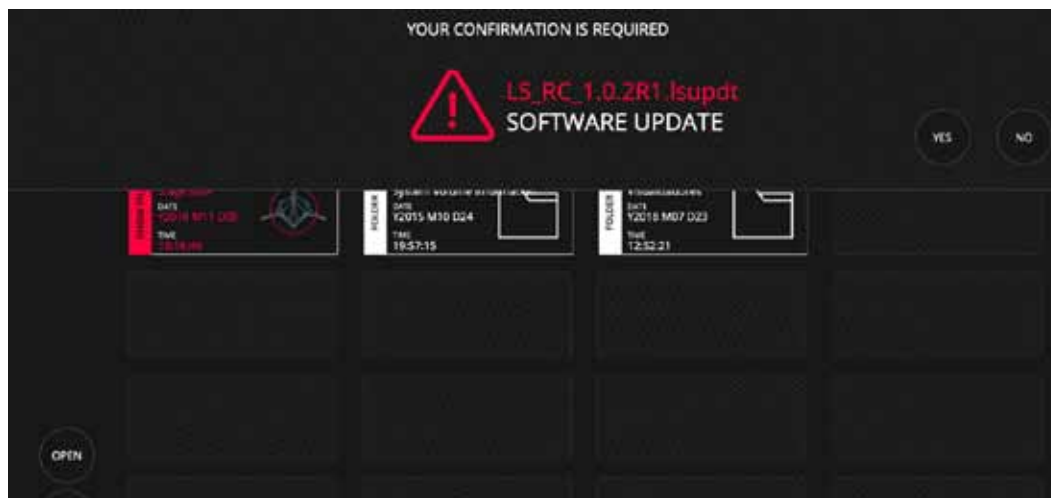 YOUR CONFIRMATION IS REQUIRED
LS_RC_1.0.2R1.lsupdt
SOFTWARE UPDATE
YES
NO
DATE
TIME
FOLDER
DATE
Y2015 M10 D24
TIME
19:57:15
FOLDER
DATE
Y2018 M07 D23
TIME
12:52:21
OPEN